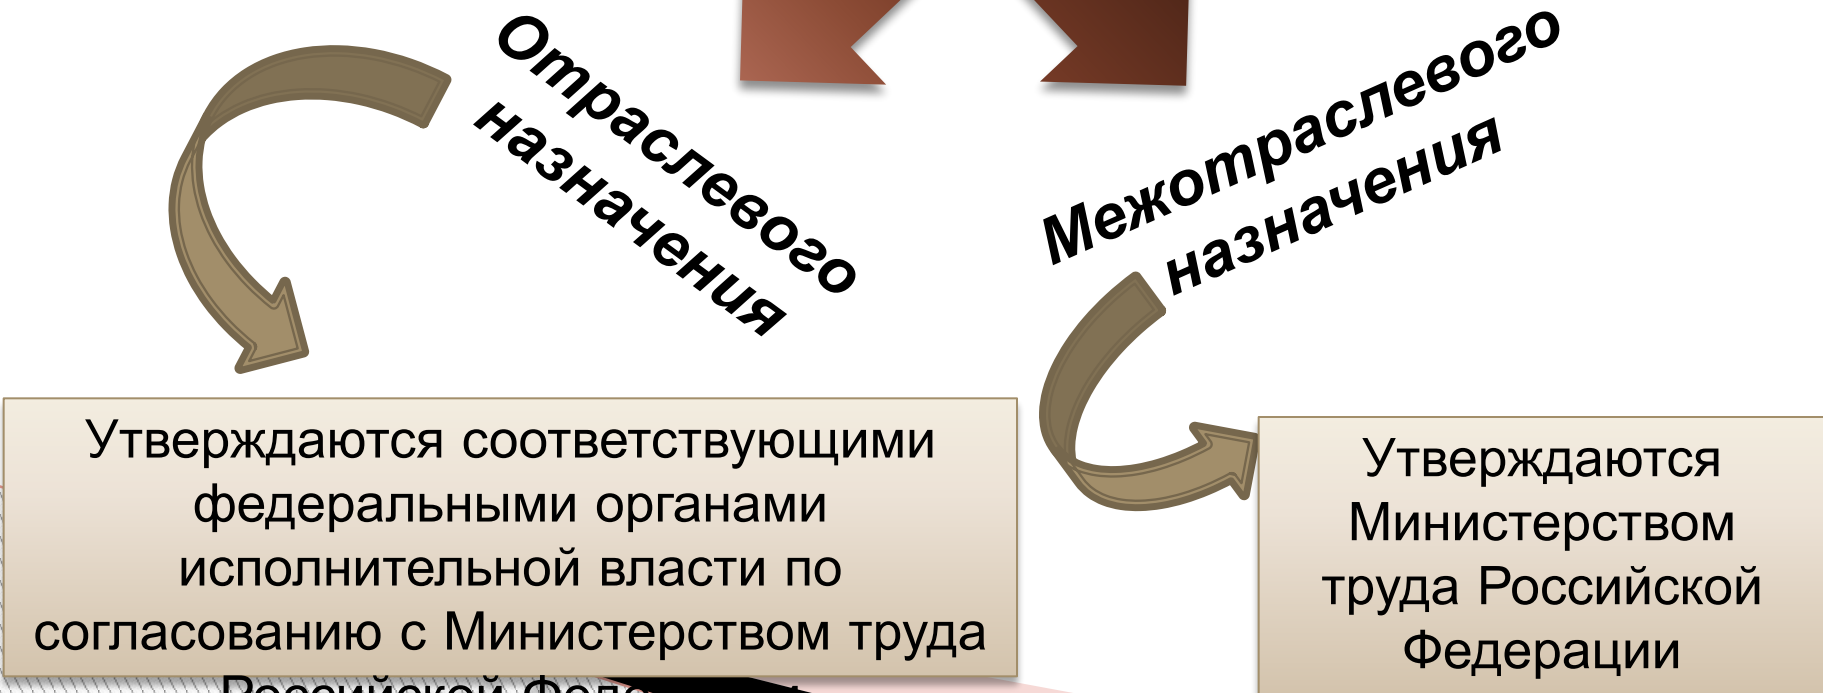 Отраслевого
назначения
Межотраслевого
назначения
Утверждаются соответствующими
федеральными органами
исполнительной власти по
согласованию с Министерством труда
Российской
Утверждаются
Министерством
труда Российской
Федерации